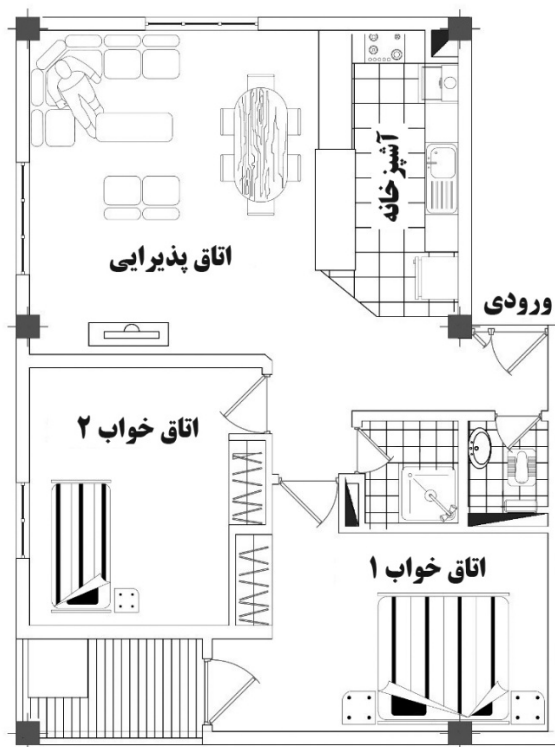 آشپزخانه
اتاق پذیرایی
ورودی
اتاق خواب ۲
اتاق خواب ۱